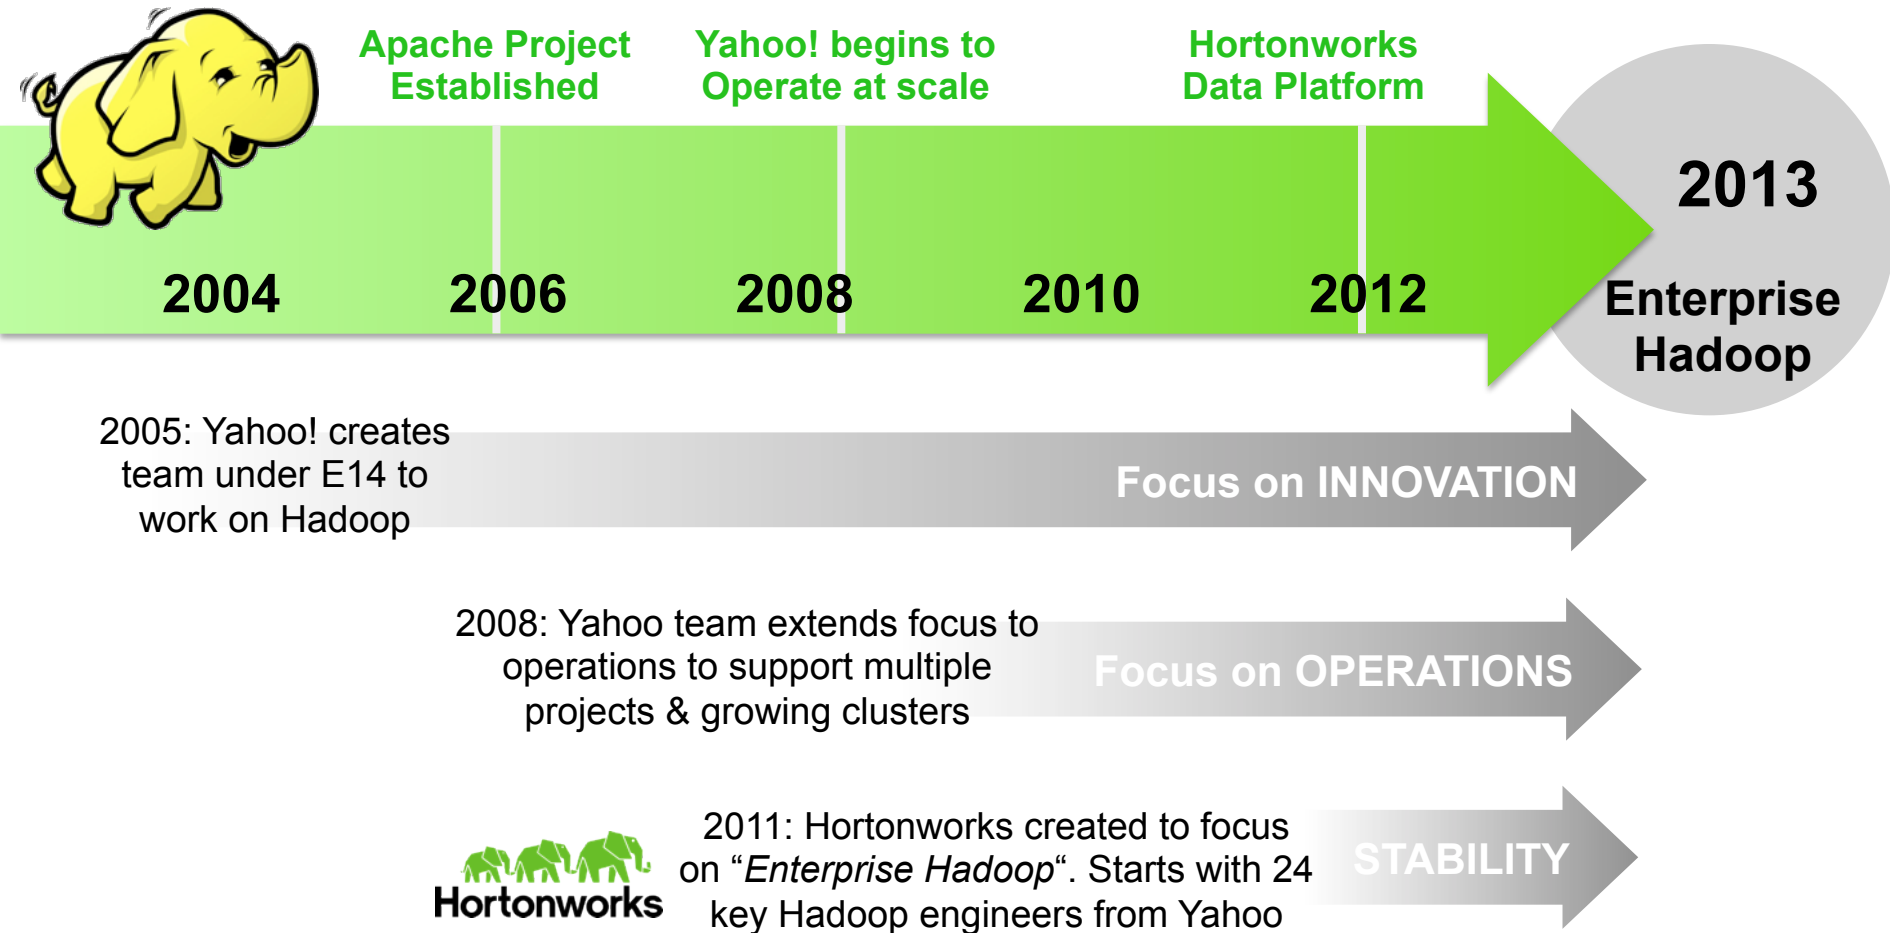 Apache Project
Established
Yahoo! begins to
Operate at scale
Hortonworks
Data Platform
2004
2006
2008
2010
2012
2013
Enterprise
Hadoop
2005: Yahoo! creates
team under E14 to
work on Hadoop
Focus on INNOVATION
2008: Yahoo team extends focus to
operations to support multiple
projects & growing clusters
Focus on OPERATIONS
Hortonworks
2011: Hortonworks created to focus
on “Enterprise Hadoop“. Starts with 24
key Hadoop engineers from Yahoo
STABILITY